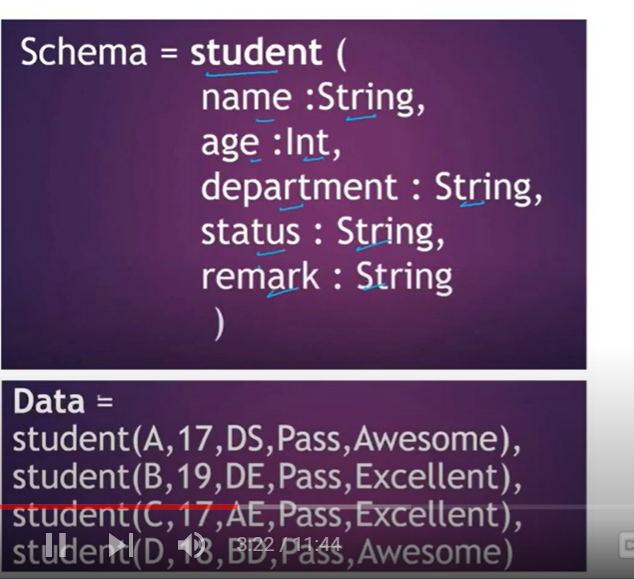 Schema = student (
name :String,
age :Int,
department : String,
status : String,
remark : String
)
Data =
student(A,17,DS,Pass,Awesome),
student(B,19,DE,Pass,Excellent),
student(C,17,AE,Pass,Excellent),
student(D,18,BD,Pass,Awesome)
3:22 / 11:44